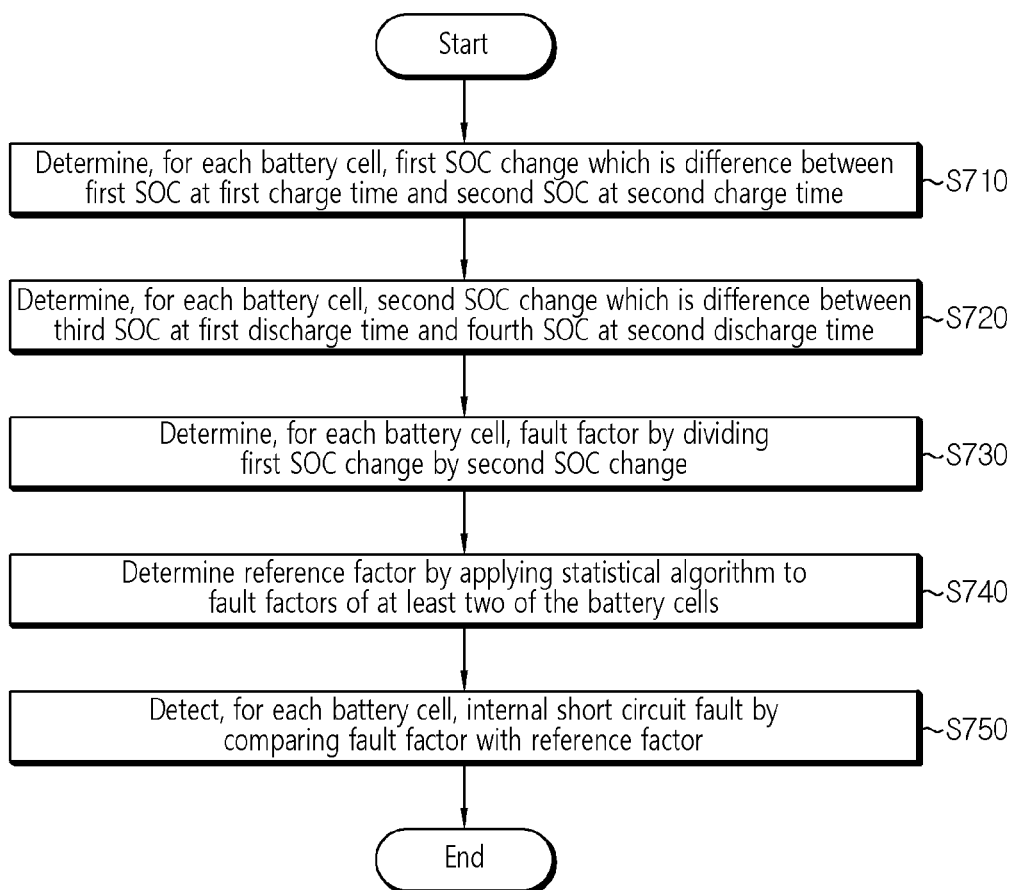 Start
Determine, for each battery cell, first SOC change which is difference between
first SOC at first charge time and second SOC at second charge time
~S710
Determine, for each battery cell, second SOC change which is difference between
third SOC at first discharge time and fourth SOC at second discharge time
~S720
Determine, for each battery cell, fault factor by dividing
first SOC change by second SOC change
~S730
Determine reference factor by applying statistical algorithm to
fault factors of at least two of the battery cells
~S740
Detect, for each battery cell, internal short circuit fault by
comparing fault factor with reference factor
~S750
End